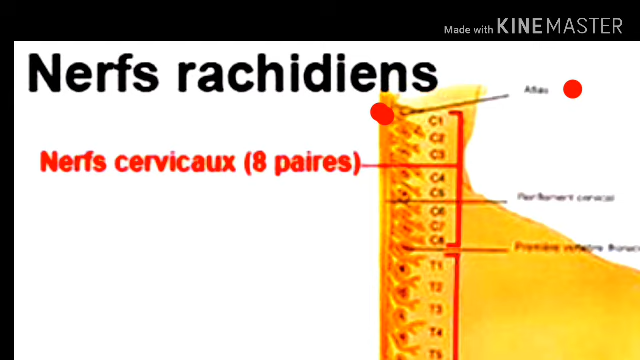 Made with KINEMASTER
Nerfs rachidiens
Atlas
C1
C2
Nerfs cervicaux (8 paires)
C3
C4
C5
Renflement cervical
C6
C7
C8
Première vertèbre
T1
T2
T3
T4
T5